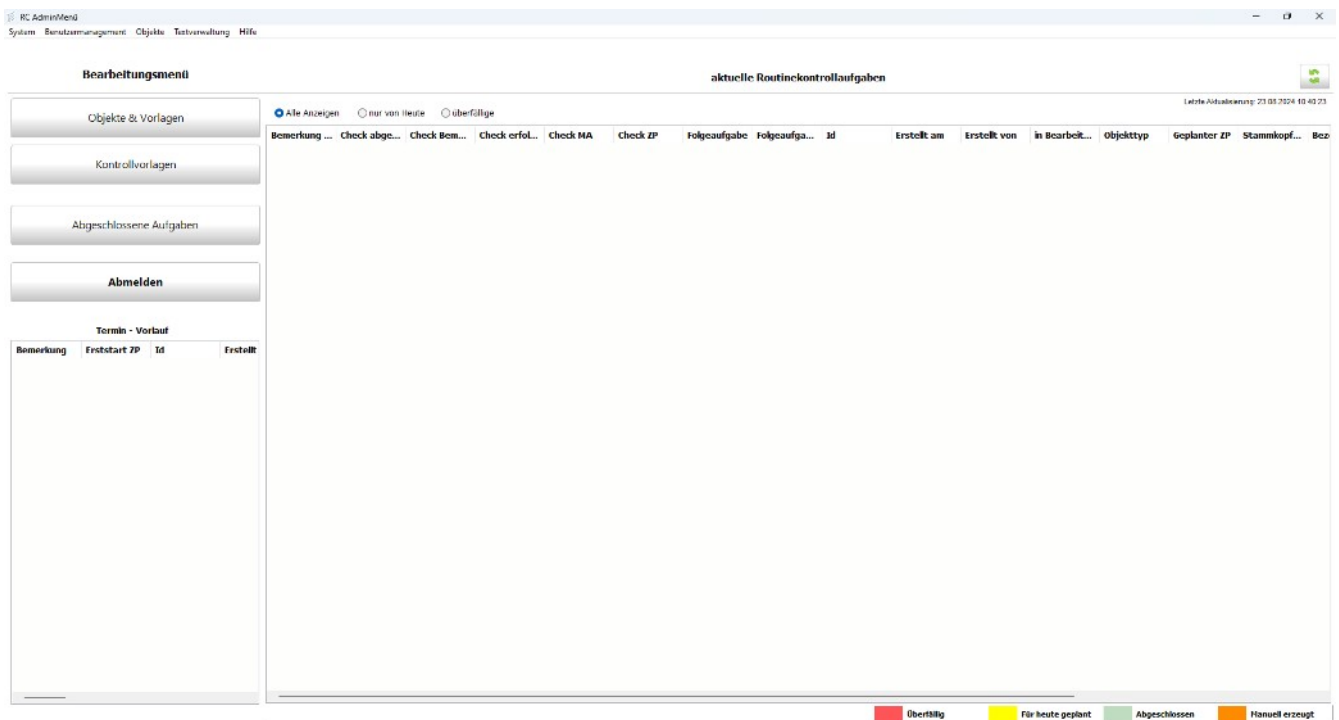 RC AdminMenü
System Benutzermanagement Objekte Textverwaltung Hilfe
Bearbeitungsmenü
aktuelle Routinekontrollaufgaben
Letzte Aktualisierung: 23.08.2024 10:40:23
Objekte & Vorlagen
Kontrollvorlagen
Abgeschlossene Aufgaben
Abmelden
Termin - Vorlauf
Bemerkung Erststart ZP Id Erstellt
Alle Anzeigen nur von Heute überfällige
Bemerkung ... Check abge... Check Bem... Check erfol... Check MA Check ZP Folgeaufgabe Folgeaufga... Id Erstellt am Erstellt von in Bearbeit... Objekttyp Geplanter ZP Stammkopf... Bez
Überfällig Für heute geplant Abgeschlossen Manuell erzeugt